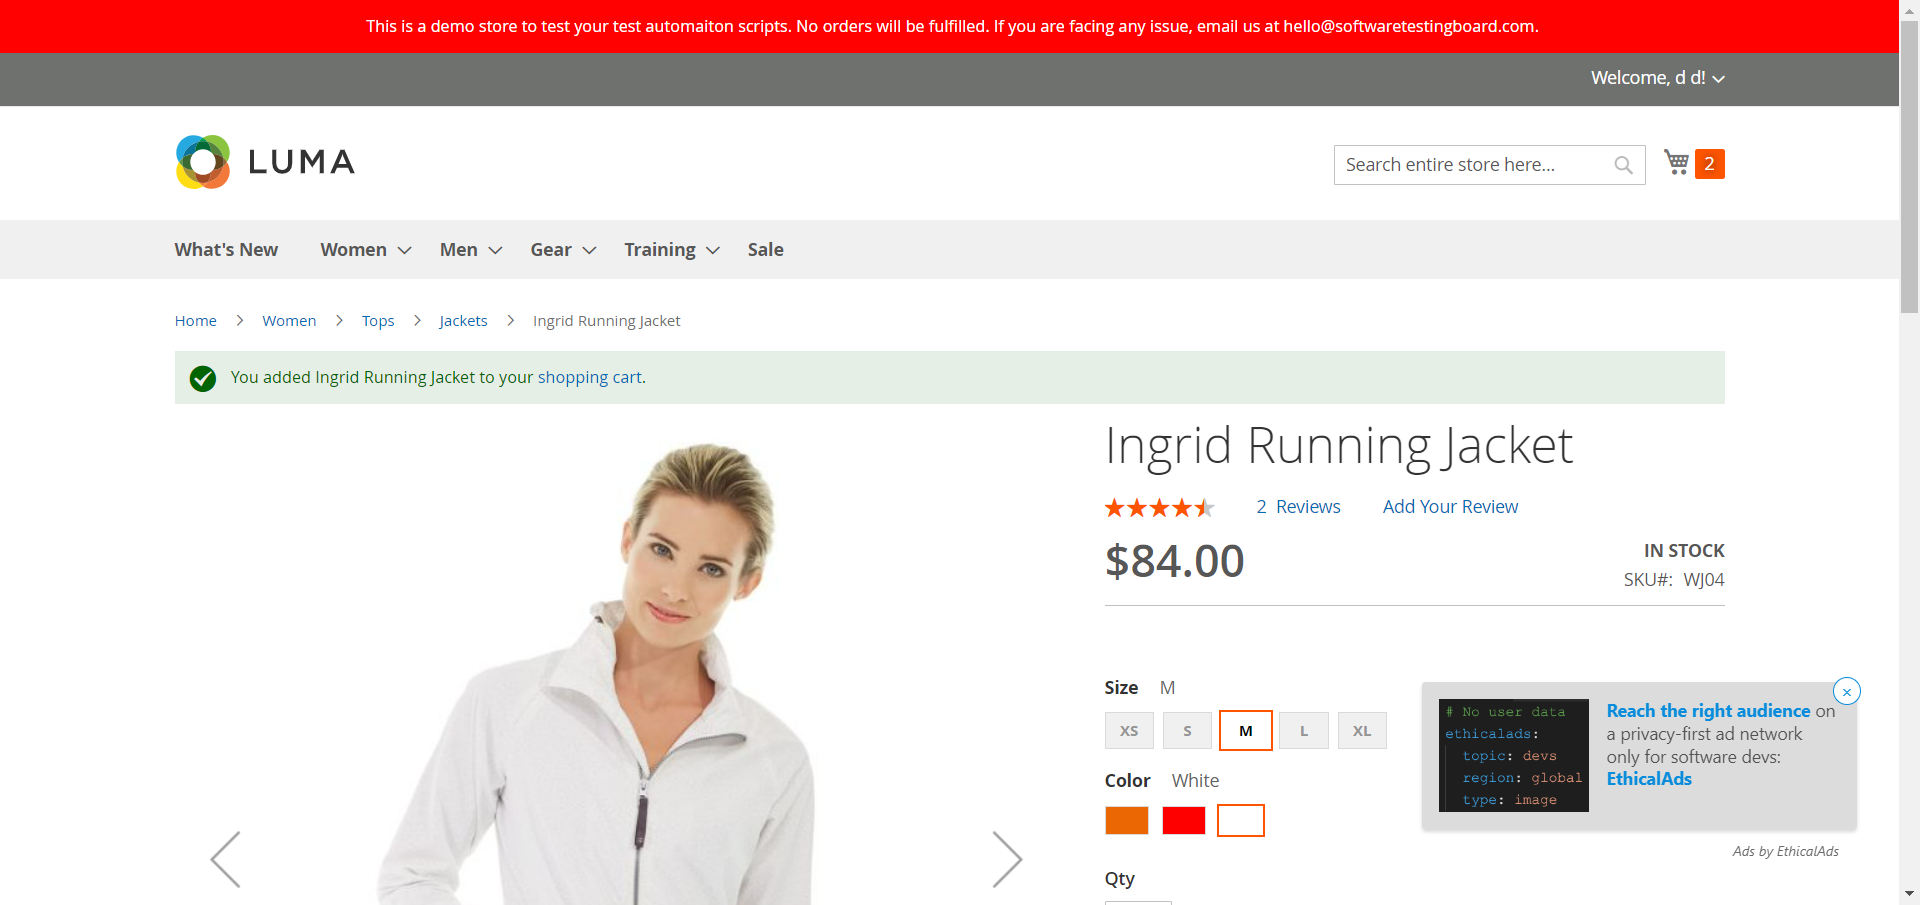 This is a demo store to test your test automaiton scripts. No orders will be fulfilled. If you are facing any issue, email us at hello@softwaretestingboard.com.
Welcome, d d!
LUMA
Search entire store here...
2
What's New
Women
Men
Gear
Training
Sale
Home > Women > Tops > Jackets > Ingrid Running Jacket
You added Ingrid Running Jacket to your shopping cart.
Ingrid Running Jacket
2 Reviews
Add Your Review
$84.00
IN STOCK
SKU#: WJ04
Size M
XS
S
M
L
XL
Color White
Qty
# No user data
ethicalads:
topic: devs
region: global
type: image
Reach the right audience on
a privacy-first ad network
only for software devs:
EthicalAds
×
Ads by EthicalAds